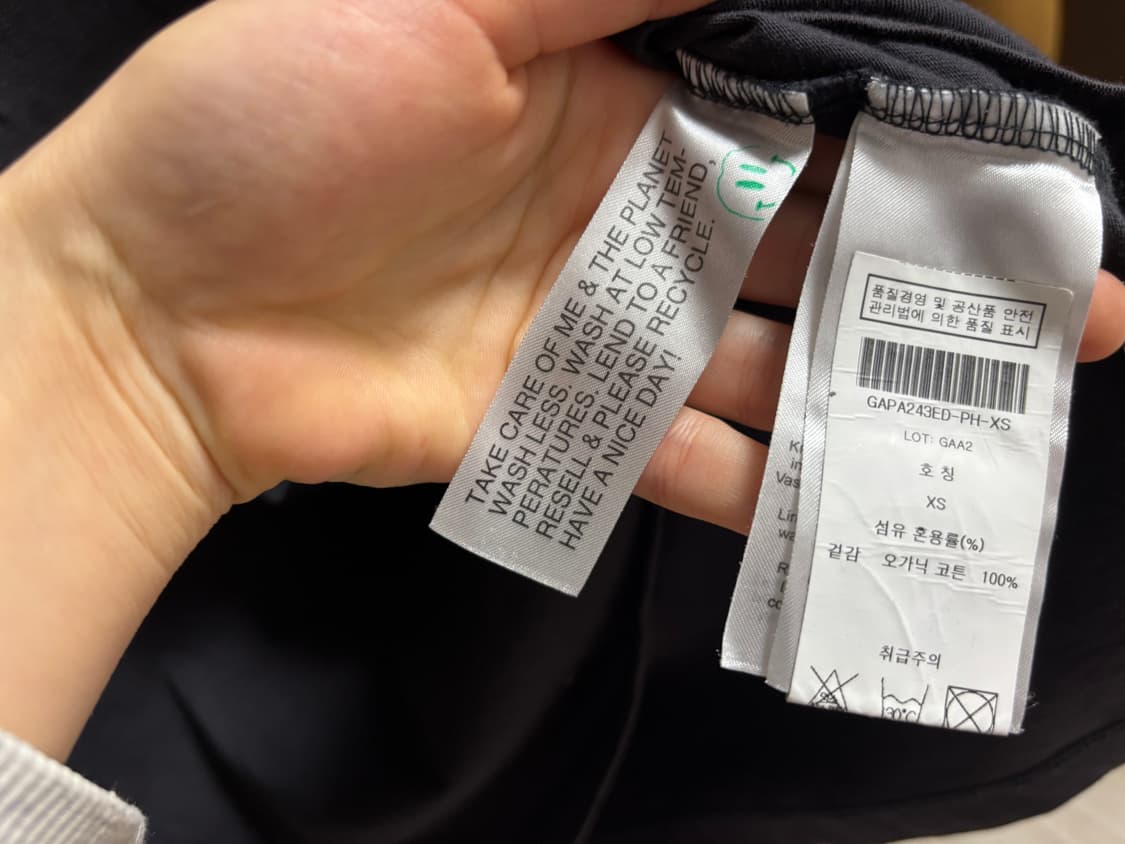 TAKE CARE OF ME & THE PLANET
WASH LESS. WASH AT LOW TEM-
PERATURES. LEND TO A FRIEND,
RESELL & PLEASE RECYCLE.
HAVE A NICE DAY!
품질경영 및 공산품 안전
관리법에 의한 품질 표시
GAPA243ED-PH-XS
LOT: GAA2
호 칭
XS
섬유 혼용률(%)
겉감 오가닉 코튼 100%
취급주의
30°C